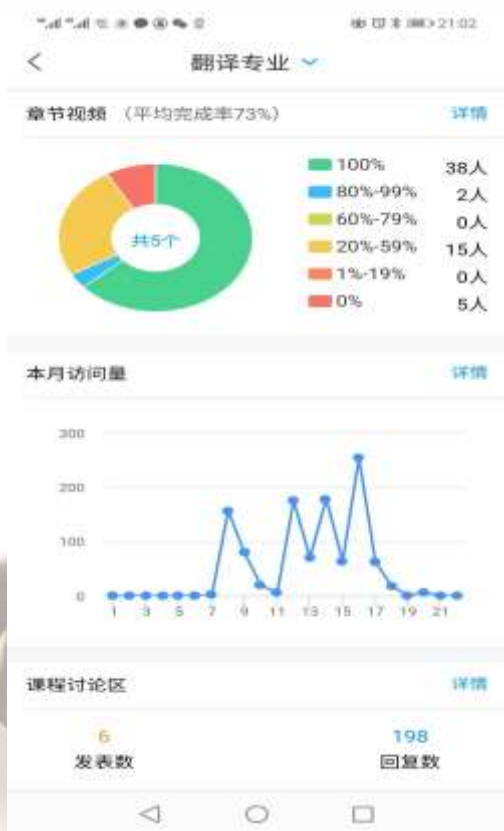 21:02
翻译专业
章节视频 （平均完成率73%） 详情
共5个
100% 38人
80%-99% 2人
60%-79% 0人
20%-59% 15人
1%-19% 0人
0% 5人
本月访问量 详情
300
200
100
0
1 3 5 7 9 11 13 15 17 19 21
课程讨论区 详情
6 198
发表数 回复数